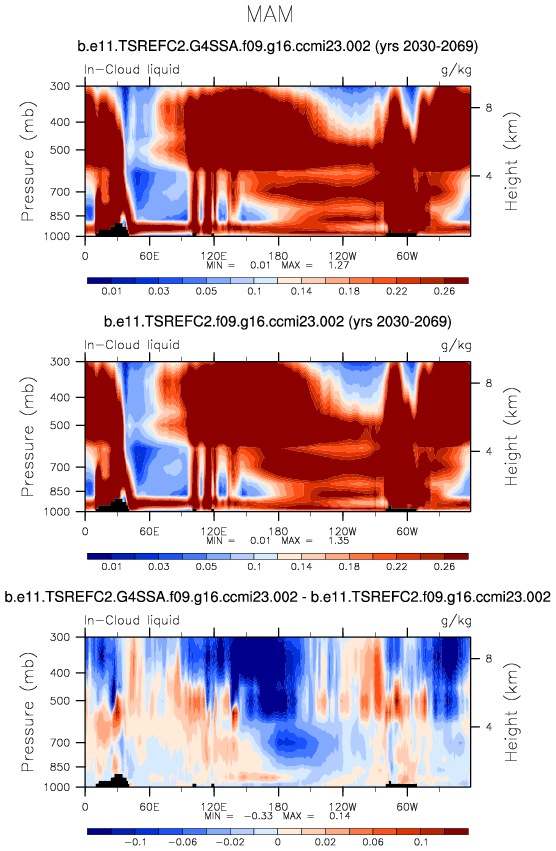 MAM
b.e11.TSREFC2.G4SSA.f09.g16.ccmi23.002 (yrs 2030-2069)
In-Cloud liquid g/kg
300
400
500
700
850
1000
Pressure (mb)
8
4
Height (km)
0 60E 120E 180 120W 60W
MIN = 0.01 MAX = 1.27
0.01 0.03 0.05 0.1 0.14 0.18 0.22 0.26
b.e11.TSREFC2.f09.g16.ccmi23.002 (yrs 2030-2069)
In-Cloud liquid g/kg
300
400
500
700
850
1000
Pressure (mb)
8
4
Height (km)
0 60E 120E 180 120W 60W
MIN = 0.01 MAX = 1.35
0.01 0.03 0.05 0.1 0.14 0.18 0.22 0.26
b.e11.TSREFC2.G4SSA.f09.g16.ccmi23.002 - b.e11.TSREFC2.f09.g16.ccmi23.002
In-Cloud liquid g/kg
300
400
500
700
850
1000
Pressure (mb)
8
4
Height (km)
0 60E 120E 180 120W 60W
MIN = -0.33 MAX = 0.14
-0.1 -0.06 -0.02 0 0.02 0.06 0.1